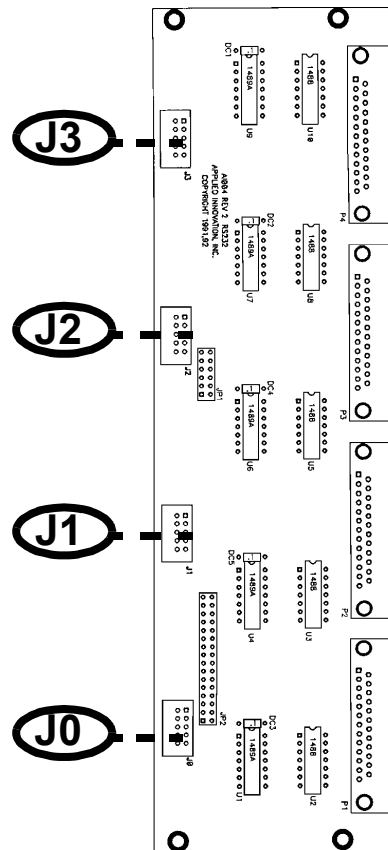 DC1
1489A
U9
1488
U10
P4
J3
J3
AI004 REV 2 RS232
APPLIED INNOVATION, INC.
COPYRIGHT 1991,92
DC2
1489A
U7
1488
U8
P3
J2
J2
JP1
DC4
1489A
U6
1488
U5
P2
J1
J1
DC5
1489A
U4
1488
U3
J0
J0
JP2
DC3
1489A
U1
1488
U2
P1